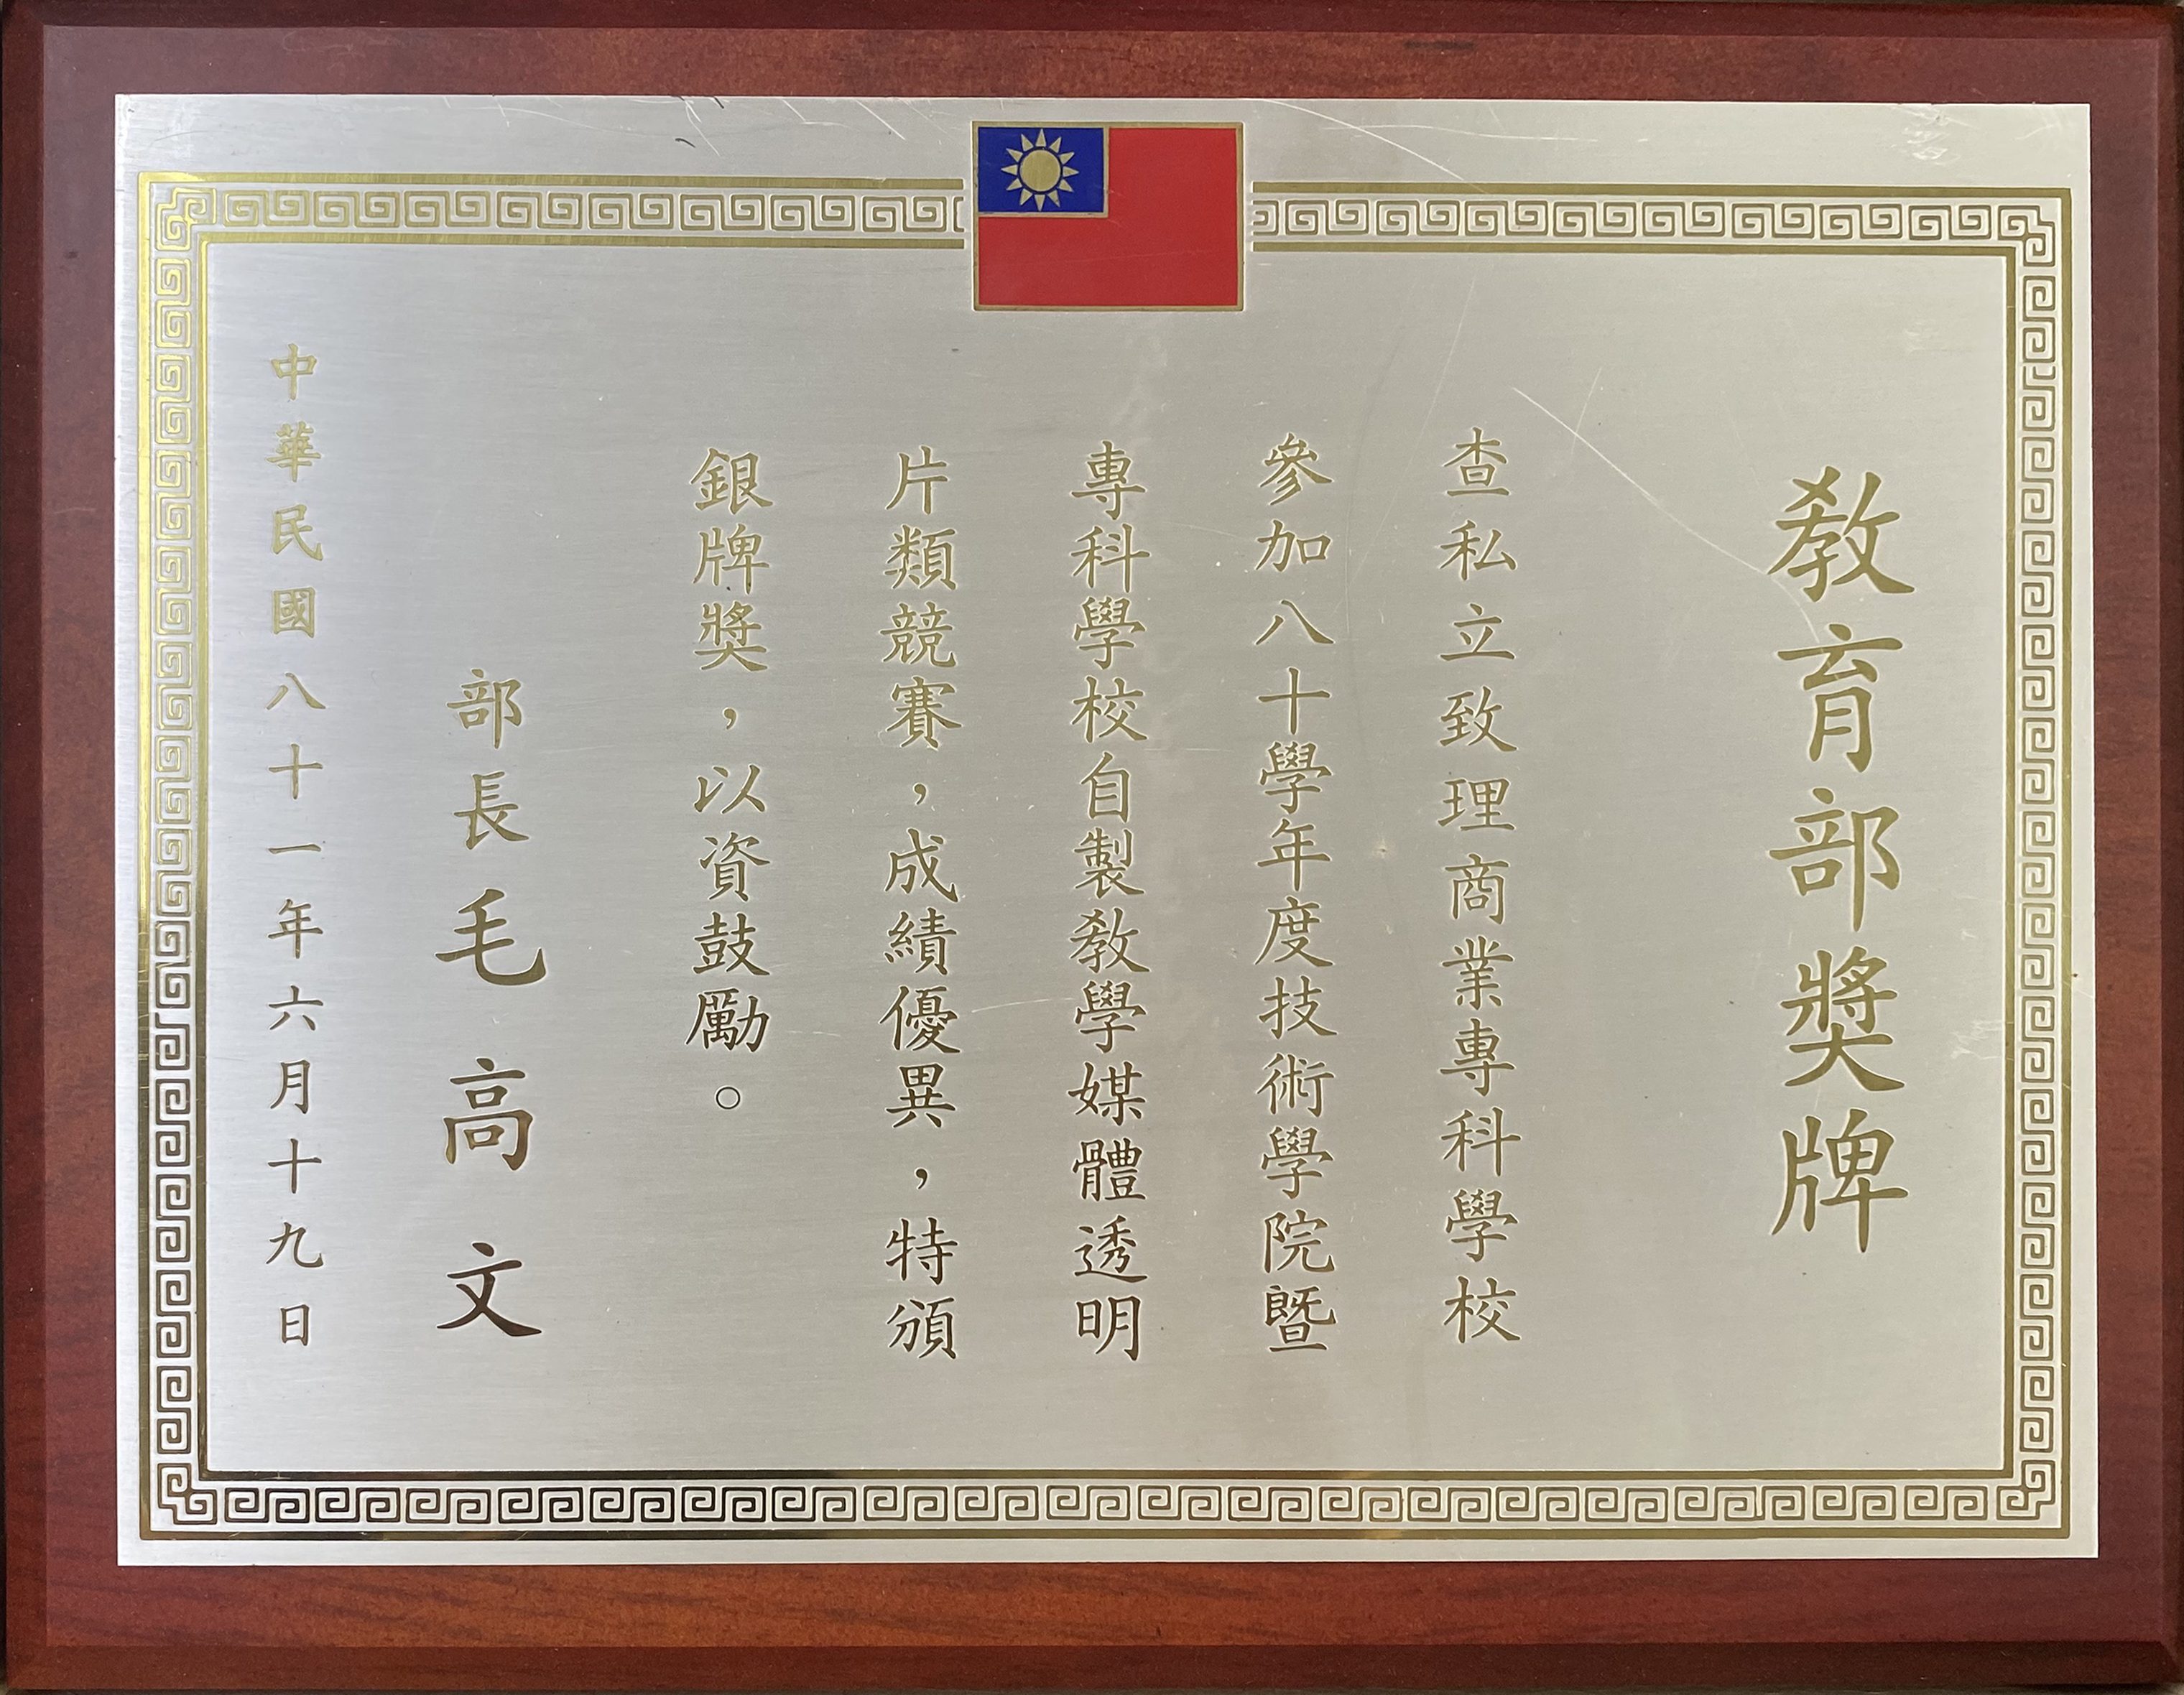 教育部獎牌
查私立致理商業專科學校
參加八十學年度技術學院暨
專科學校自製教學媒體透明
片類競賽，成績優異，特頒
銀牌獎，以資鼓勵。
部長毛高文
中華民國八十一年六月十九日